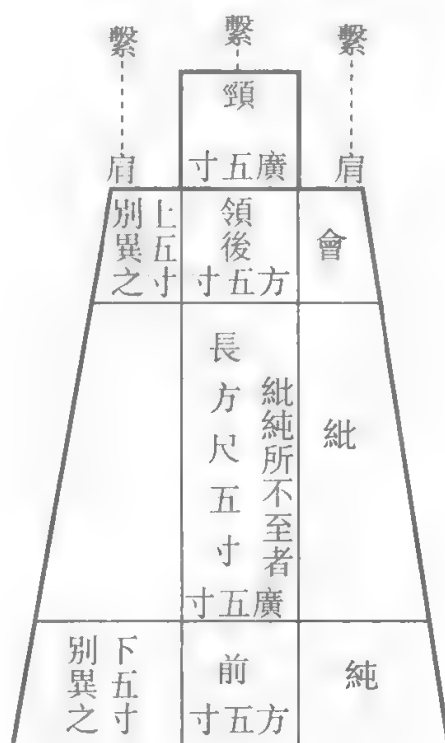 繫
繫
繫
頸
廣五寸
肩
肩
會
領後
方五寸
上五寸
別異之
紕
紕純所不至者
長方尺五寸
廣五寸
純
前
方五寸
下五寸
別異之